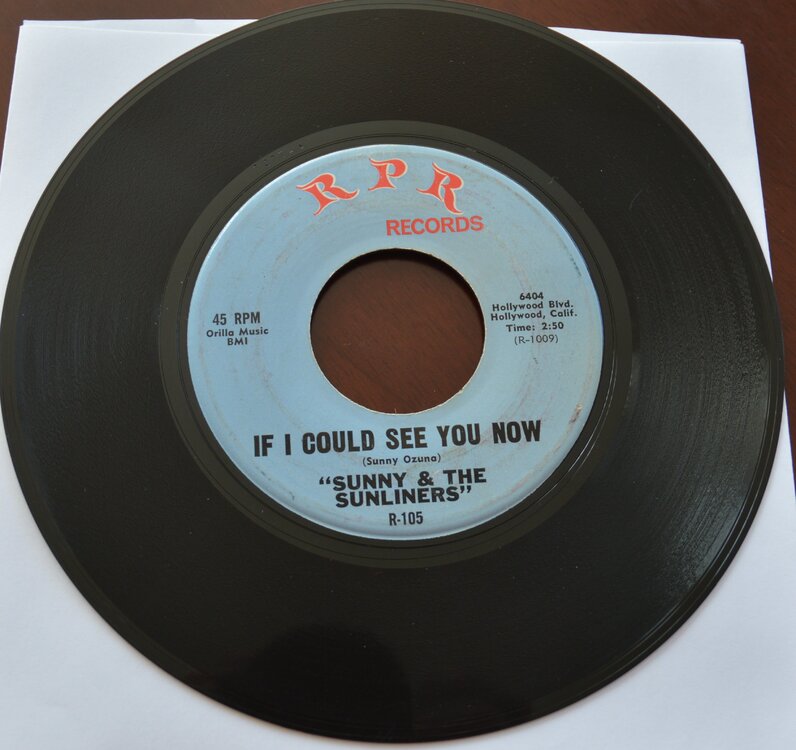 RPR
RECORDS
45 RPM
Orilla Music
BMI
6404
Hollywood Blvd.
Hollywood, Calif.
Time: 2:50
(R-1009)
IF I COULD SEE YOU NOW
(Sunny Ozuna)
"SUNNY & THE
SUNLINERS"
R-105